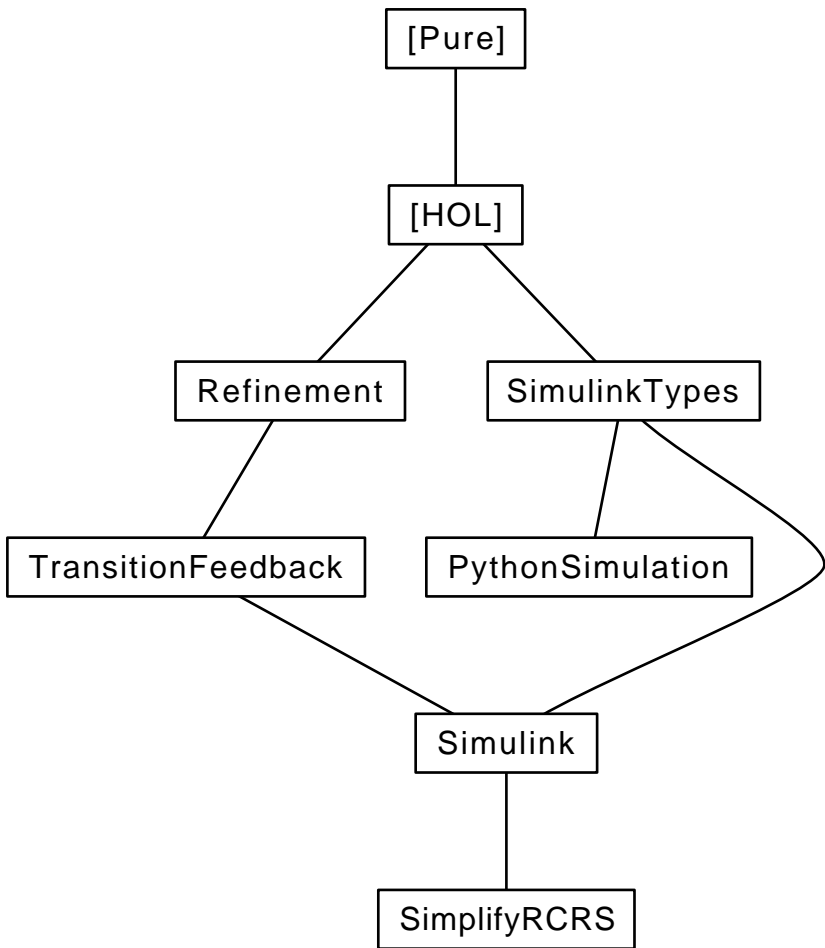 [Pure]
[HOL]
Refinement
SimulinkTypes
TransitionFeedback
PythonSimulation
Simulink
SimplifyRCRS